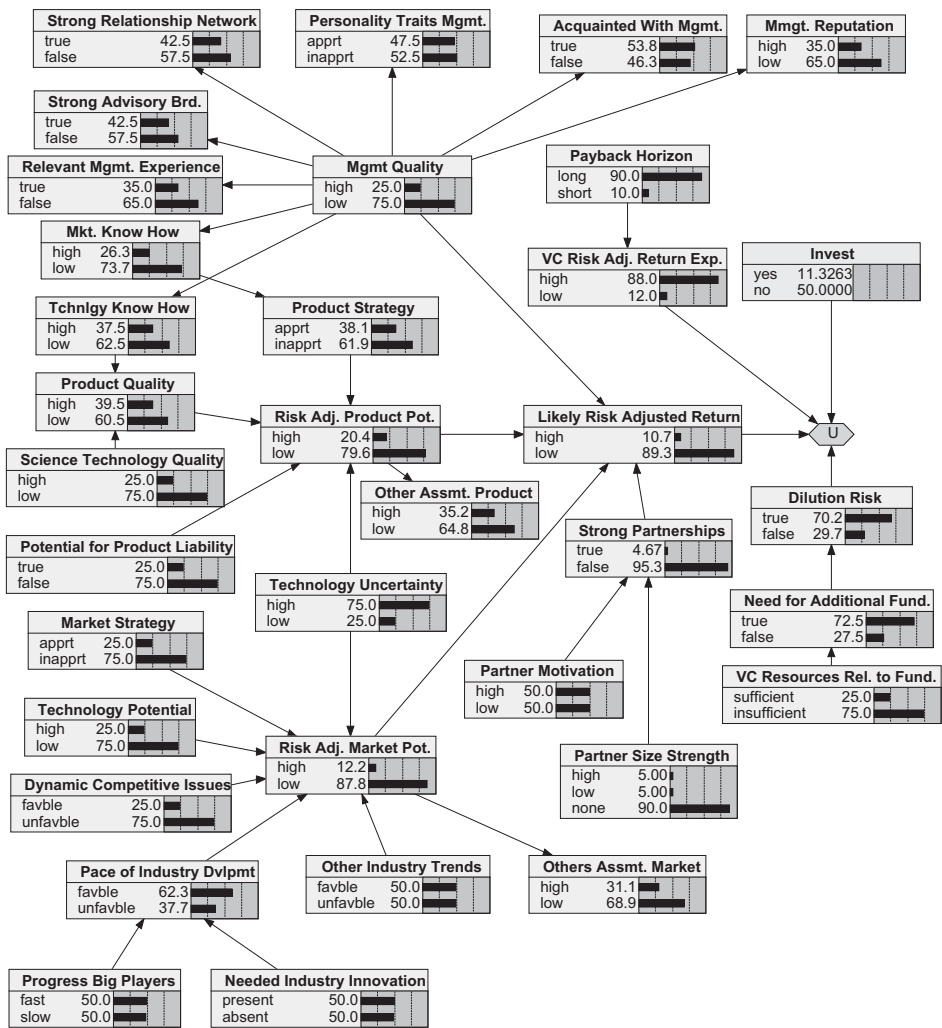 Strong Relationship Network
true 42.5
false 57.5
Personality Traits Mgmt.
apprt 47.5
inapprt 52.5
Acquainted With Mgmt.
true 53.8
false 46.3
Mmgt. Reputation
high 35.0
low 65.0
Strong Advisory Brd.
true 42.5
false 57.5
Relevant Mgmt. Experience
true 35.0
false 65.0
Mgmt Quality
high 25.0
low 75.0
Payback Horizon
long 90.0
short 10.0
Mkt. Know How
high 26.3
low 73.7
VC Risk Adj. Return Exp.
high 88.0
low 12.0
Invest
yes 11.3263
no 50.0000
Tchnlgy Know How
high 37.5
low 62.5
Product Strategy
apprt 38.1
inapprt 61.9
Product Quality
high 39.5
low 60.5
Risk Adj. Product Pot.
high 20.4
low 79.6
Likely Risk Adjusted Return
high 10.7
low 89.3
U
Science Technology Quality
high 25.0
low 75.0
Other Assmt. Product
high 35.2
low 64.8
Dilution Risk
true 70.2
false 29.7
Potential for Product Liability
true 25.0
false 75.0
Strong Partnerships
true 4.67
false 95.3
Technology Uncertainty
high 75.0
low 25.0
Need for Additional Fund.
true 72.5
false 27.5
Market Strategy
apprt 25.0
inapprt 75.0
Partner Motivation
high 50.0
low 50.0
VC Resources Rel. to Fund.
sufficient 25.0
insufficient 75.0
Technology Potential
high 25.0
low 75.0
Risk Adj. Market Pot.
high 12.2
low 87.8
Partner Size Strength
high 5.00
low 5.00
none 90.0
Dynamic Competitive Issues
favble 25.0
unfavble 75.0
Pace of Industry Dvlpmt
favble 62.3
unfavble 37.7
Other Industry Trends
favble 50.0
unfavble 50.0
Others Assmt. Market
high 31.1
low 68.9
Progress Big Players
fast 50.0
slow 50.0
Needed Industry Innovation
present 50.0
absent 50.0